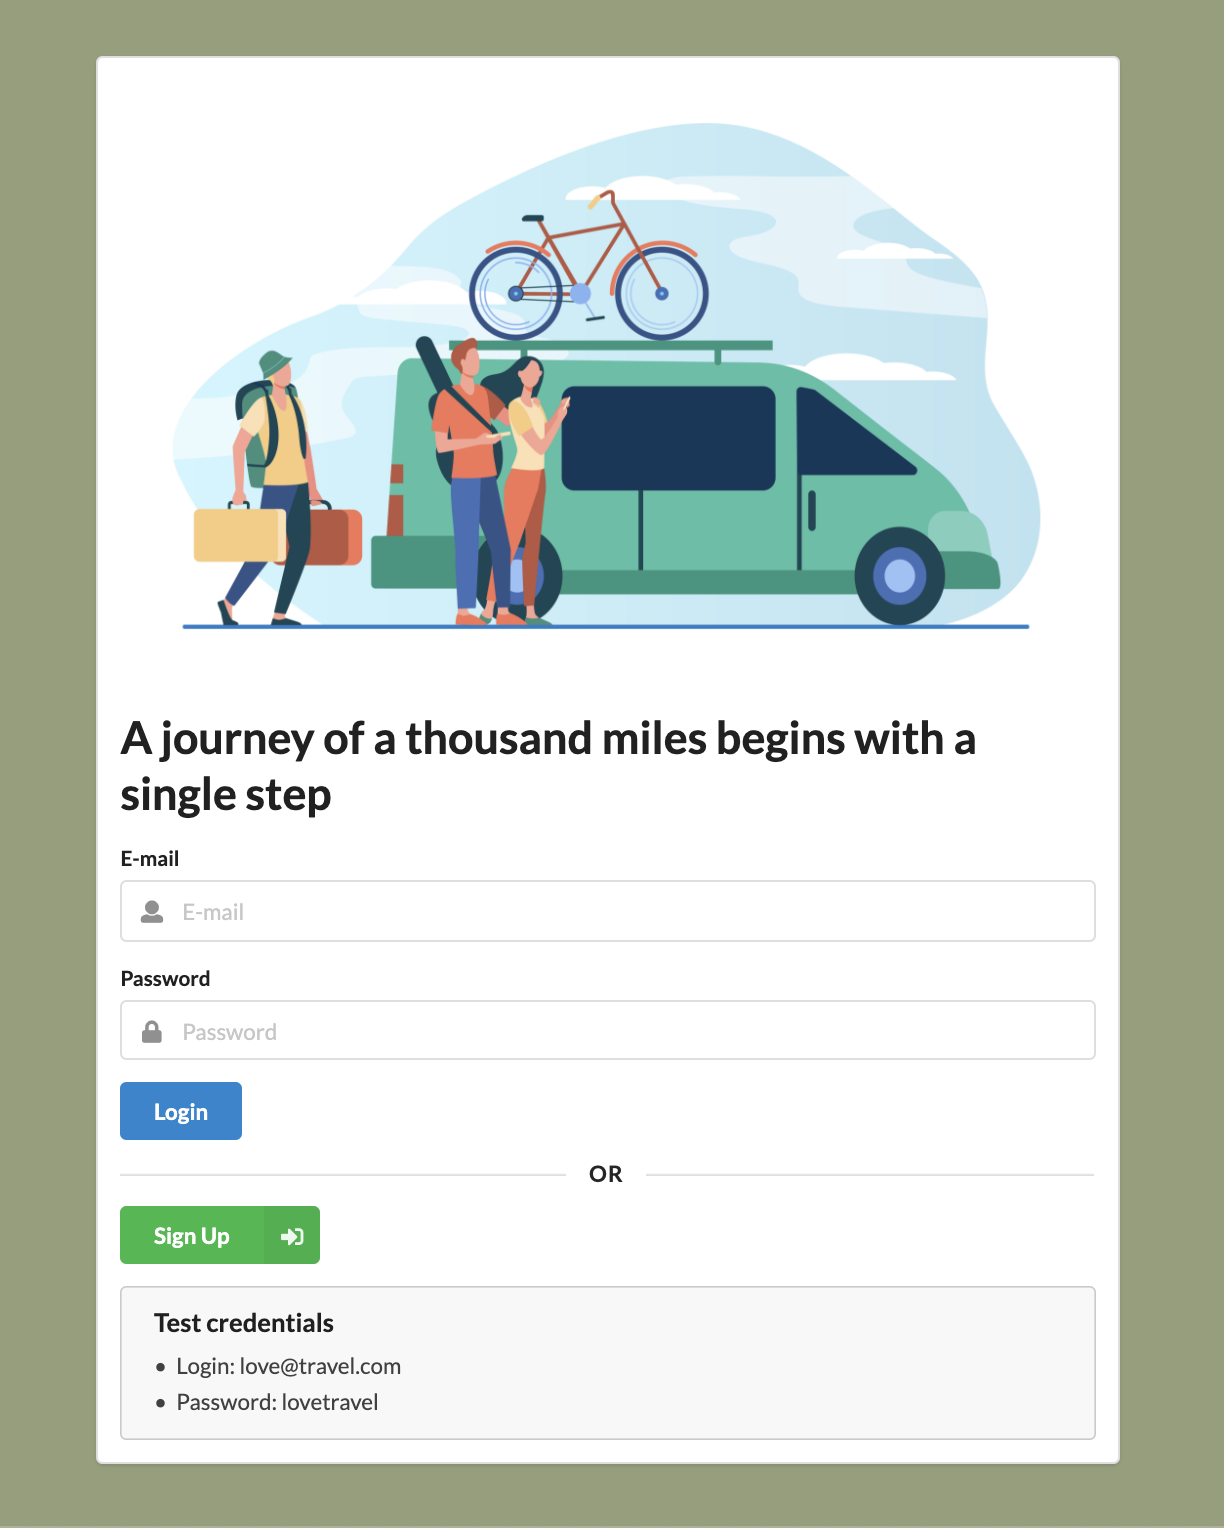 A journey of a thousand miles begins with a
single step
E-mail
E-mail
Password
Password
Login
OR
Sign Up
Test credentials
• Login: love@travel.com
• Password: lovetravel